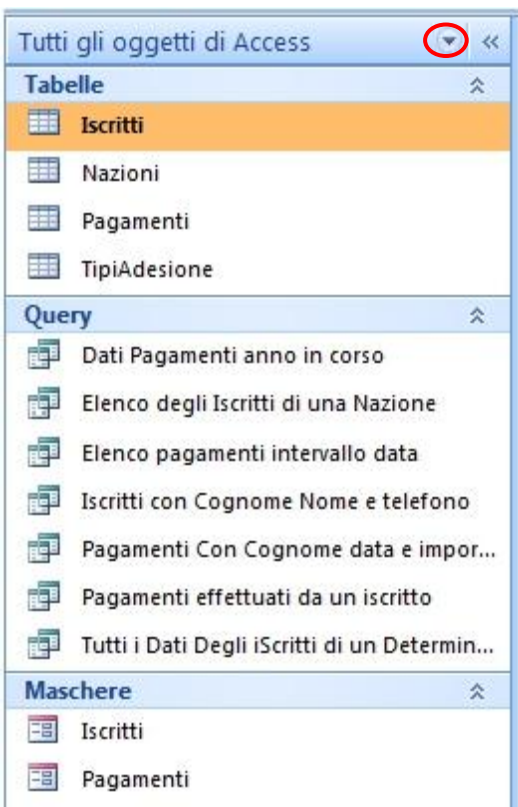 Tutti gli oggetti di Access
Tabelle
Iscritti
Nazioni
Pagamenti
TipiAdesione
Query
Dati Pagamenti anno in corso
Elenco degli Iscritti di una Nazione
Elenco pagamenti intervallo data
Iscritti con Cognome Nome e telefono
Pagamenti Con Cognome data e impor...
Pagamenti effettuati da un iscritto
Tutti i Dati Degli iScritti di un Determin...
Maschere
Iscritti
Pagamenti